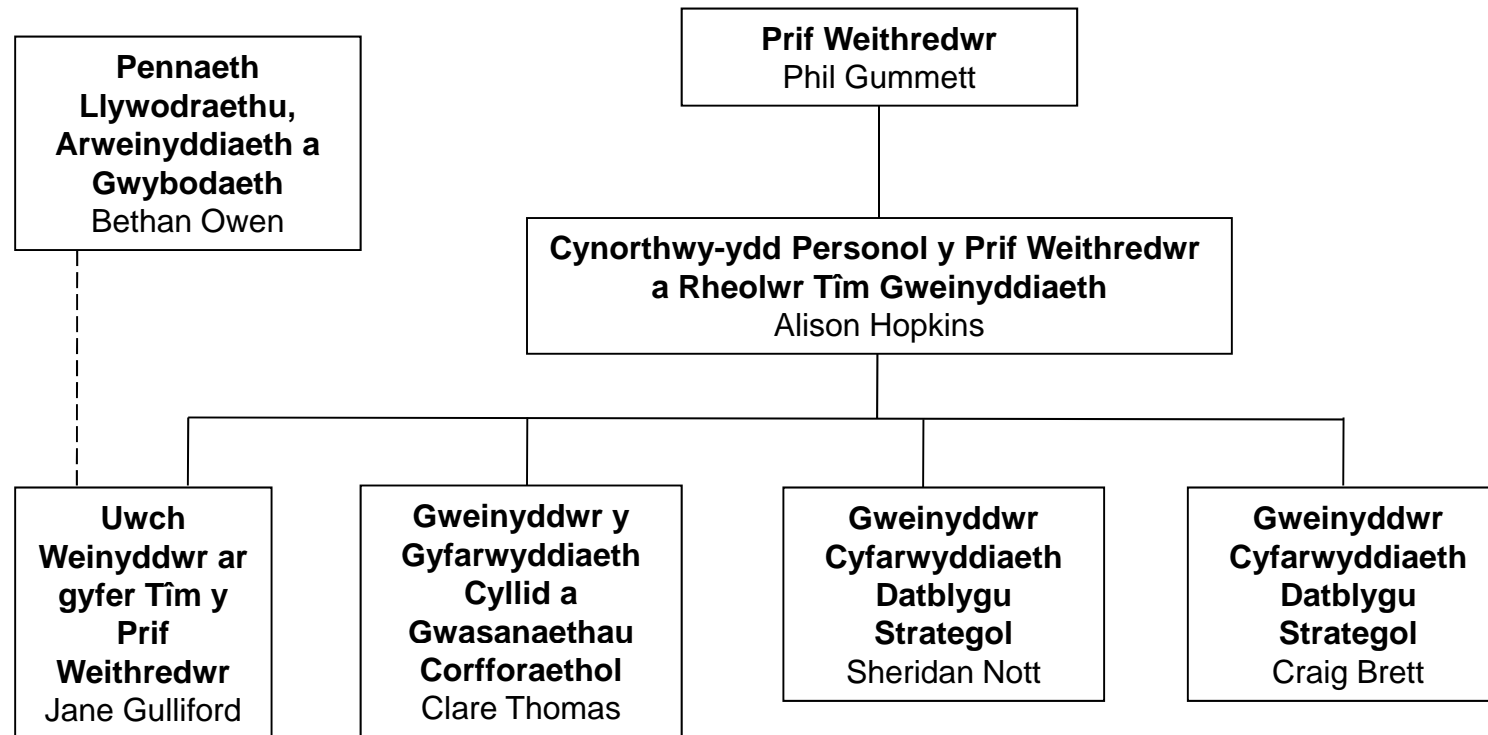 Prif Weithredwr
Phil Gummett
Pennaeth
Llywodraethu,
Arweinyddiaeth a
Gwybodaeth
Bethan Owen
Cynorthwy-ydd Personol y Prif Weithredwr
a Rheolwr Tîm Gweinyddiaeth
Alison Hopkins
Uwch
Weinyddwr ar
gyfer Tîm y
Prif
Weithredwr
Jane Gulliford
Gweinyddwr y
Gyfarwyddiaeth
Cyllid a
Gwasanaethau
Corfforaethol
Clare Thomas
Gweinyddwr
Cyfarwyddiaeth
Datblygu
Strategol
Sheridan Nott
Gweinyddwr
Cyfarwyddiaeth
Datblygu
Strategol
Craig Brett